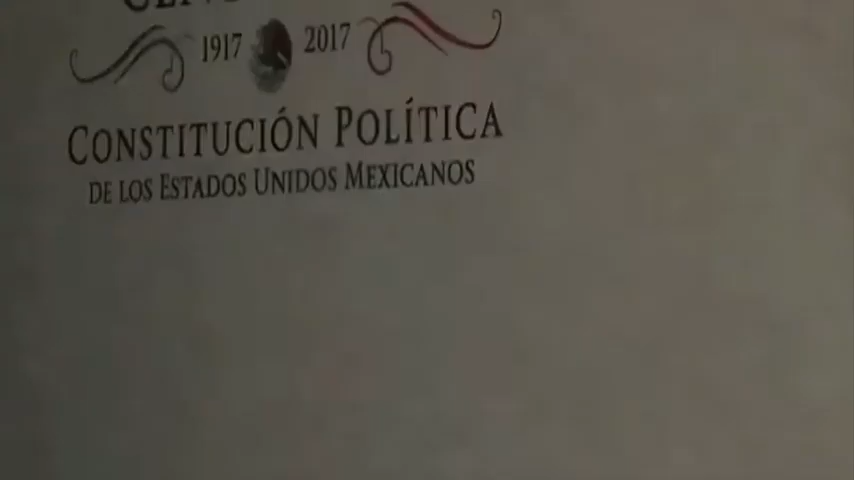 1917 2017
CONSTITUCIÓN POLÍTICA
DE LOS ESTADOS UNIDOS MEXICANOS